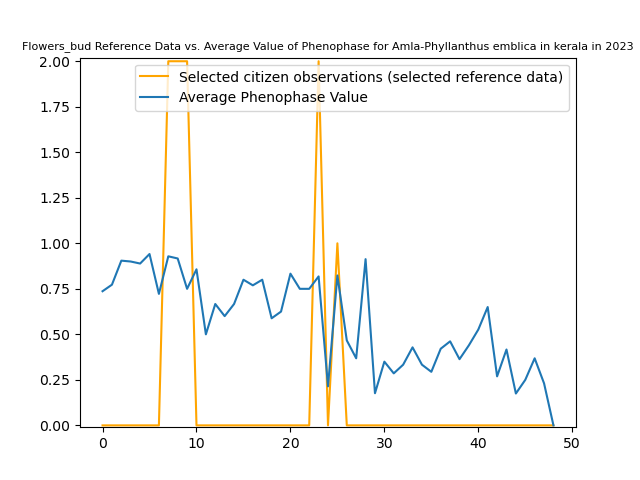 Flowers_bud Reference Data vs. Average Value of Phenophase for Amla-Phyllanthus emblica in kerala in 2023
Selected citizen observations (selected reference data)
Average Phenophase Value
2.00
1.75
1.50
1.25
1.00
0.75
0.50
0.25
0.00
0 10 20 30 40 50